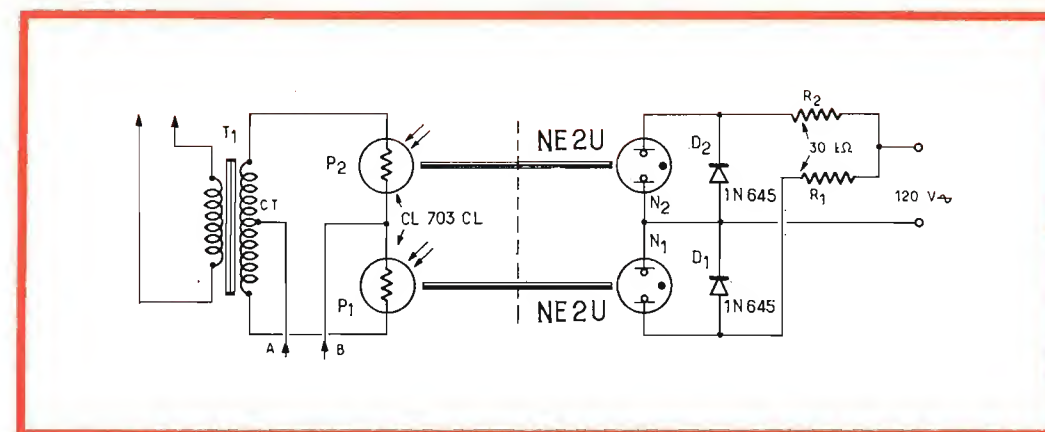 T1
CT
A
B
P2
CL 703 CL
P1
NE2U
NE2U
N2
N1
D2
1N645
D1
1N645
R2
30 kΩ
R1
120 V~